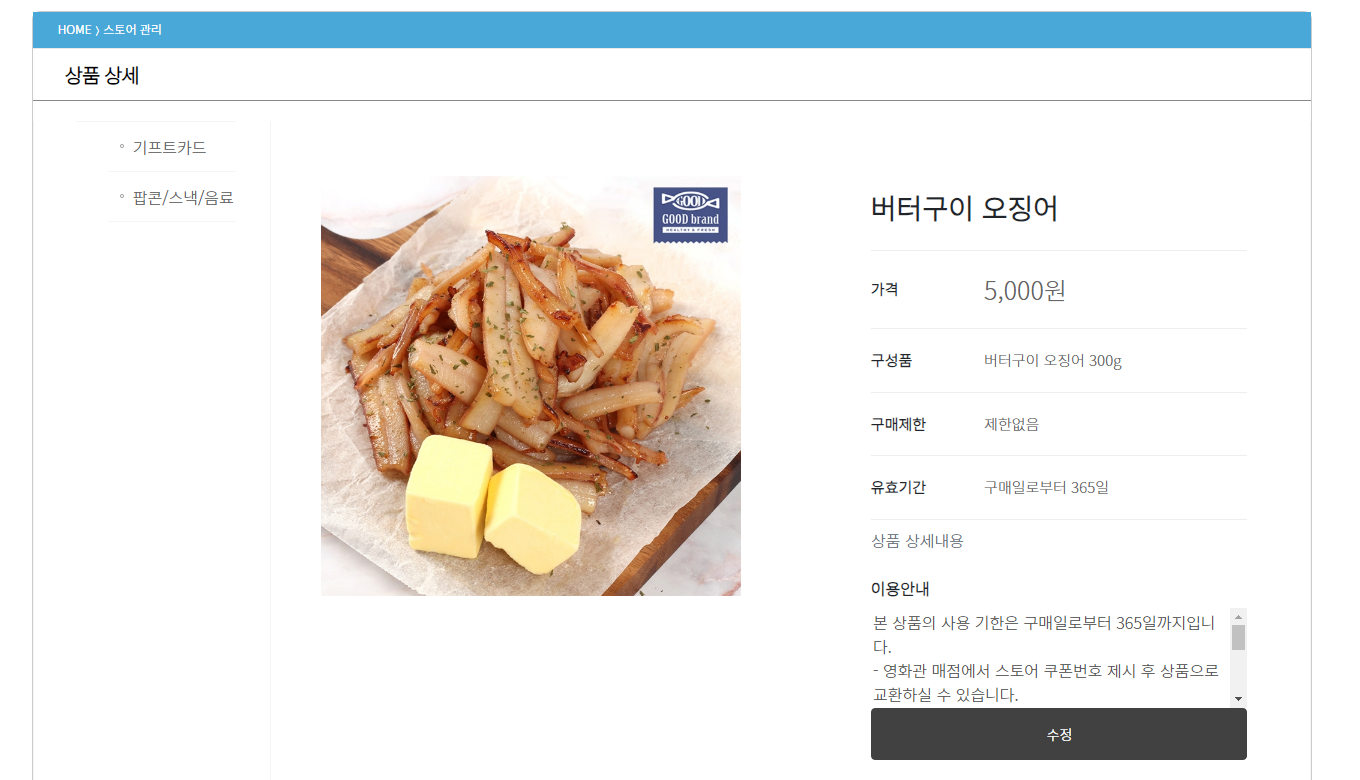 HOME 〉 스토어 관리
상품 상세
기프트카드
팝콘/스낵/음료
GOOD
GOOD brand
HEALTHY & FRESH
버터구이 오징어
가격 5,000원
구성품 버터구이 오징어 300g
구매제한 제한없음
유효기간 구매일로부터 365일
상품 상세내용
이용안내
본 상품의 사용 기한은 구매일로부터 365일까지입니
다.
- 영화관 매점에서 스토어 쿠폰번호 제시 후 상품으로
교환하실 수 있습니다.
수정